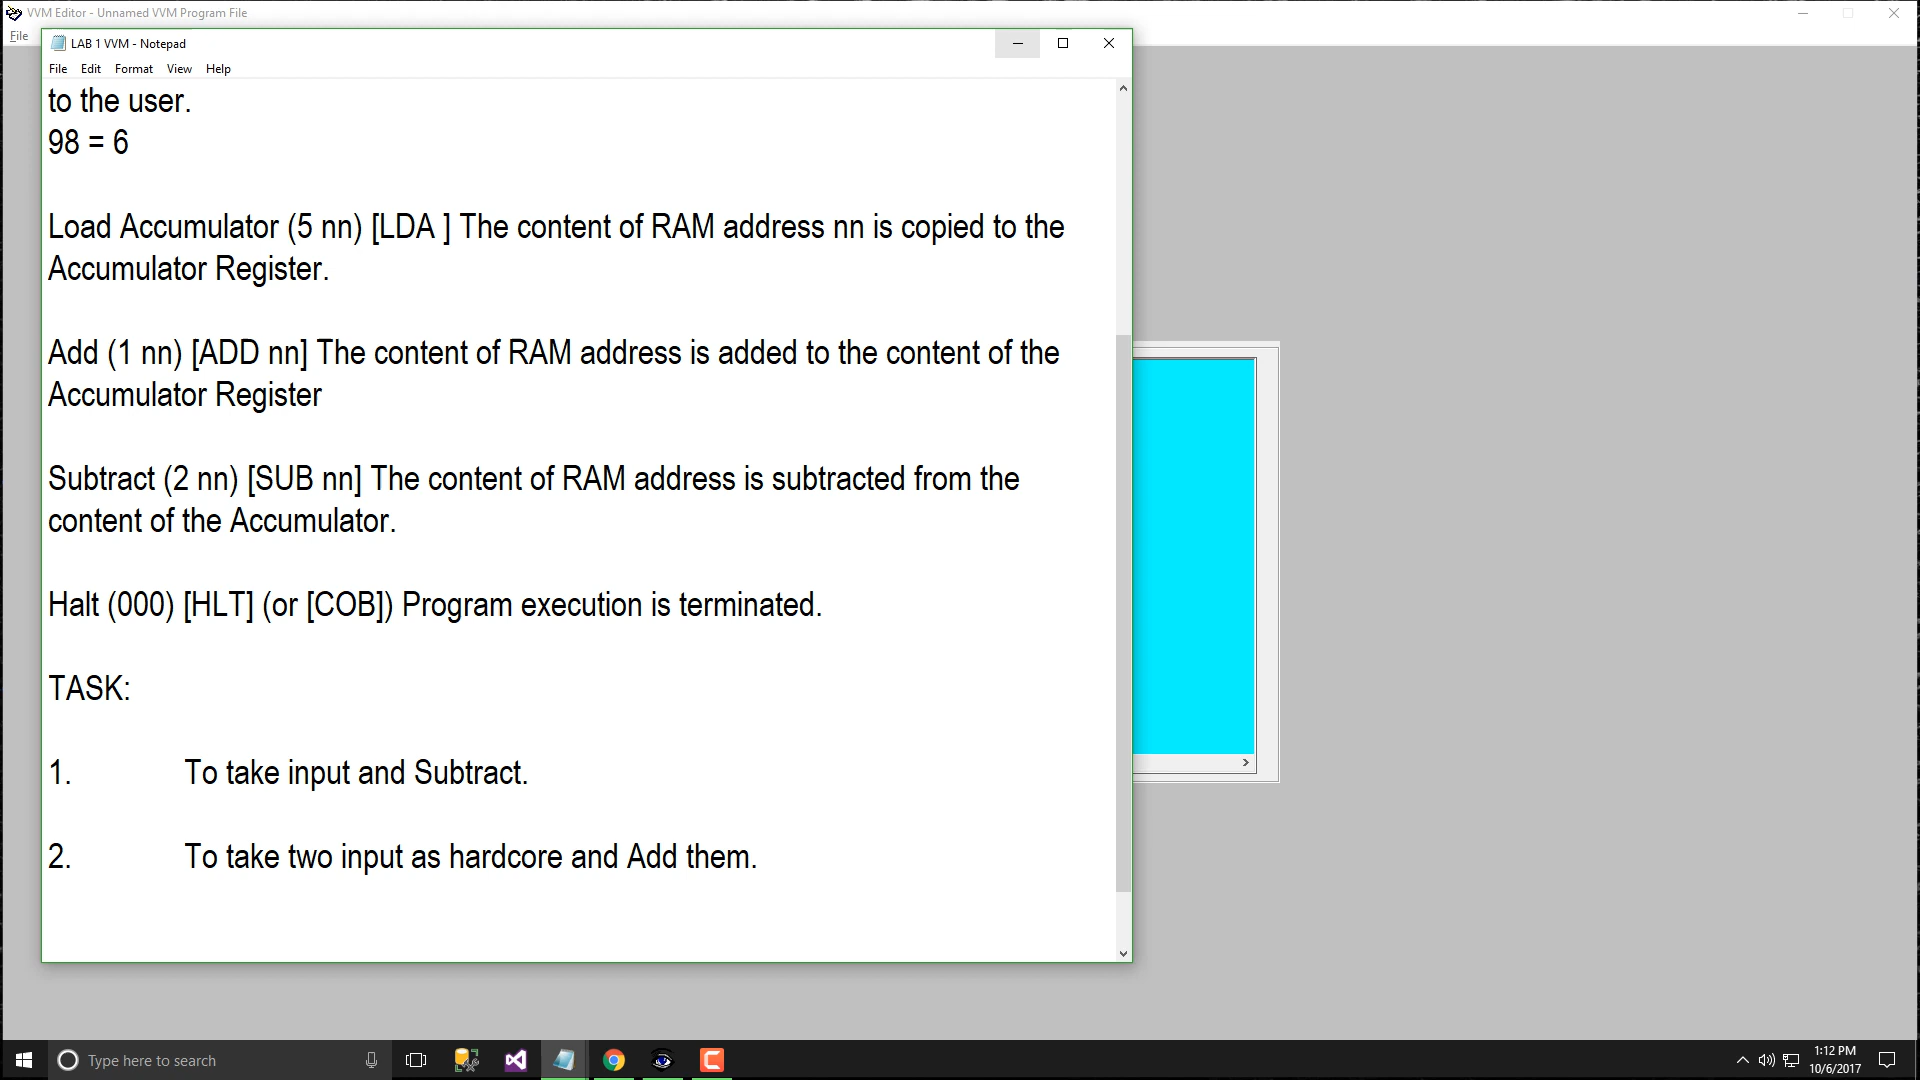 VVM Editor - Unnamed VVM Program File
File
LAB 1 VVM - Notepad
File Edit Format View Help
to the user.
98 = 6
Load Accumulator (5 nn) [LDA ] The content of RAM address nn is copied to the
Accumulator Register.
Add (1 nn) [ADD nn] The content of RAM address is added to the content of the
Accumulator Register
Subtract (2 nn) [SUB nn] The content of RAM address is subtracted from the
content of the Accumulator.
Halt (000) [HLT] (or [COB]) Program execution is terminated.
TASK:
1. To take input and Subtract.
2. To take two input as hardcore and Add them.
Type here to search
1:12 PM
10/6/2017